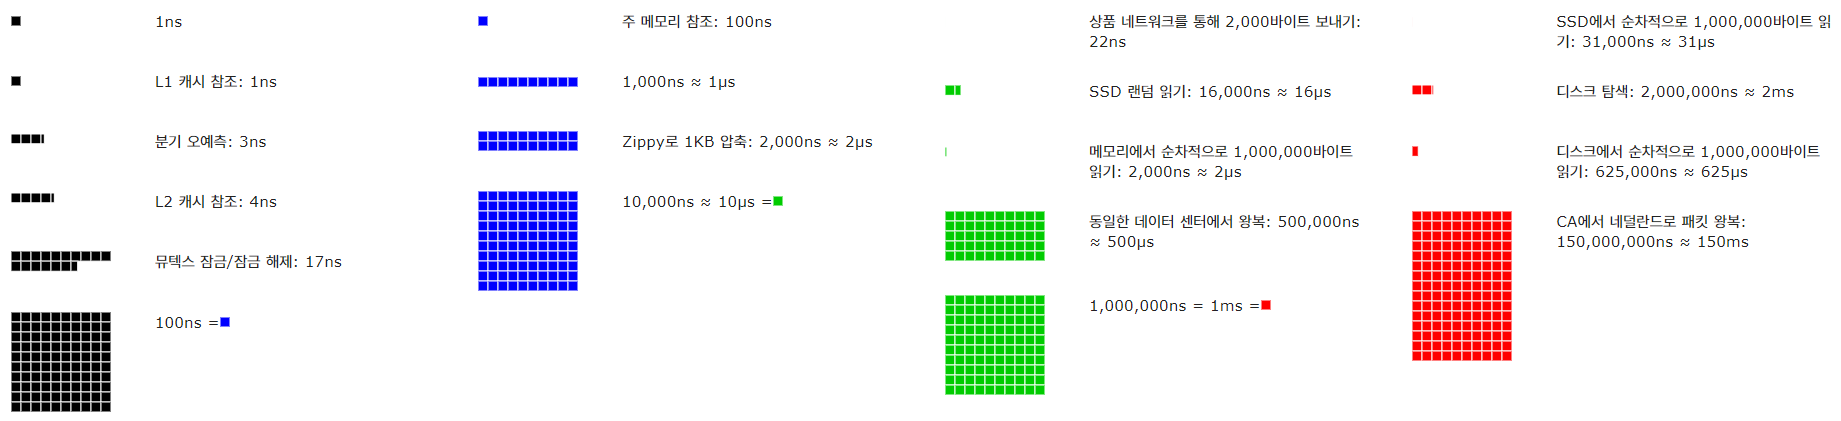 1ns
L1 캐시 참조: 1ns
분기 오예측: 3ns
L2 캐시 참조: 4ns
뮤텍스 잠금/잠금 해제: 17ns
100ns =
주 메모리 참조: 100ns
1,000ns ≈ 1μs
Zippy로 1KB 압축: 2,000ns ≈ 2μs
10,000ns ≈ 10μs =
상품 네트워크를 통해 2,000바이트 보내기:
22ns
SSD 랜덤 읽기: 16,000ns ≈ 16μs
메모리에서 순차적으로 1,000,000바이트
읽기: 2,000ns ≈ 2μs
동일한 데이터 센터에서 왕복: 500,000ns
≈ 500μs
1,000,000ns = 1ms =
SSD에서 순차적으로 1,000,000바이트 읽
기: 31,000ns ≈ 31μs
디스크 탐색: 2,000,000ns ≈ 2ms
디스크에서 순차적으로 1,000,000바이트
읽기: 625,000ns ≈ 625μs
CA에서 네덜란드로 패킷 왕복:
150,000,000ns ≈ 150ms